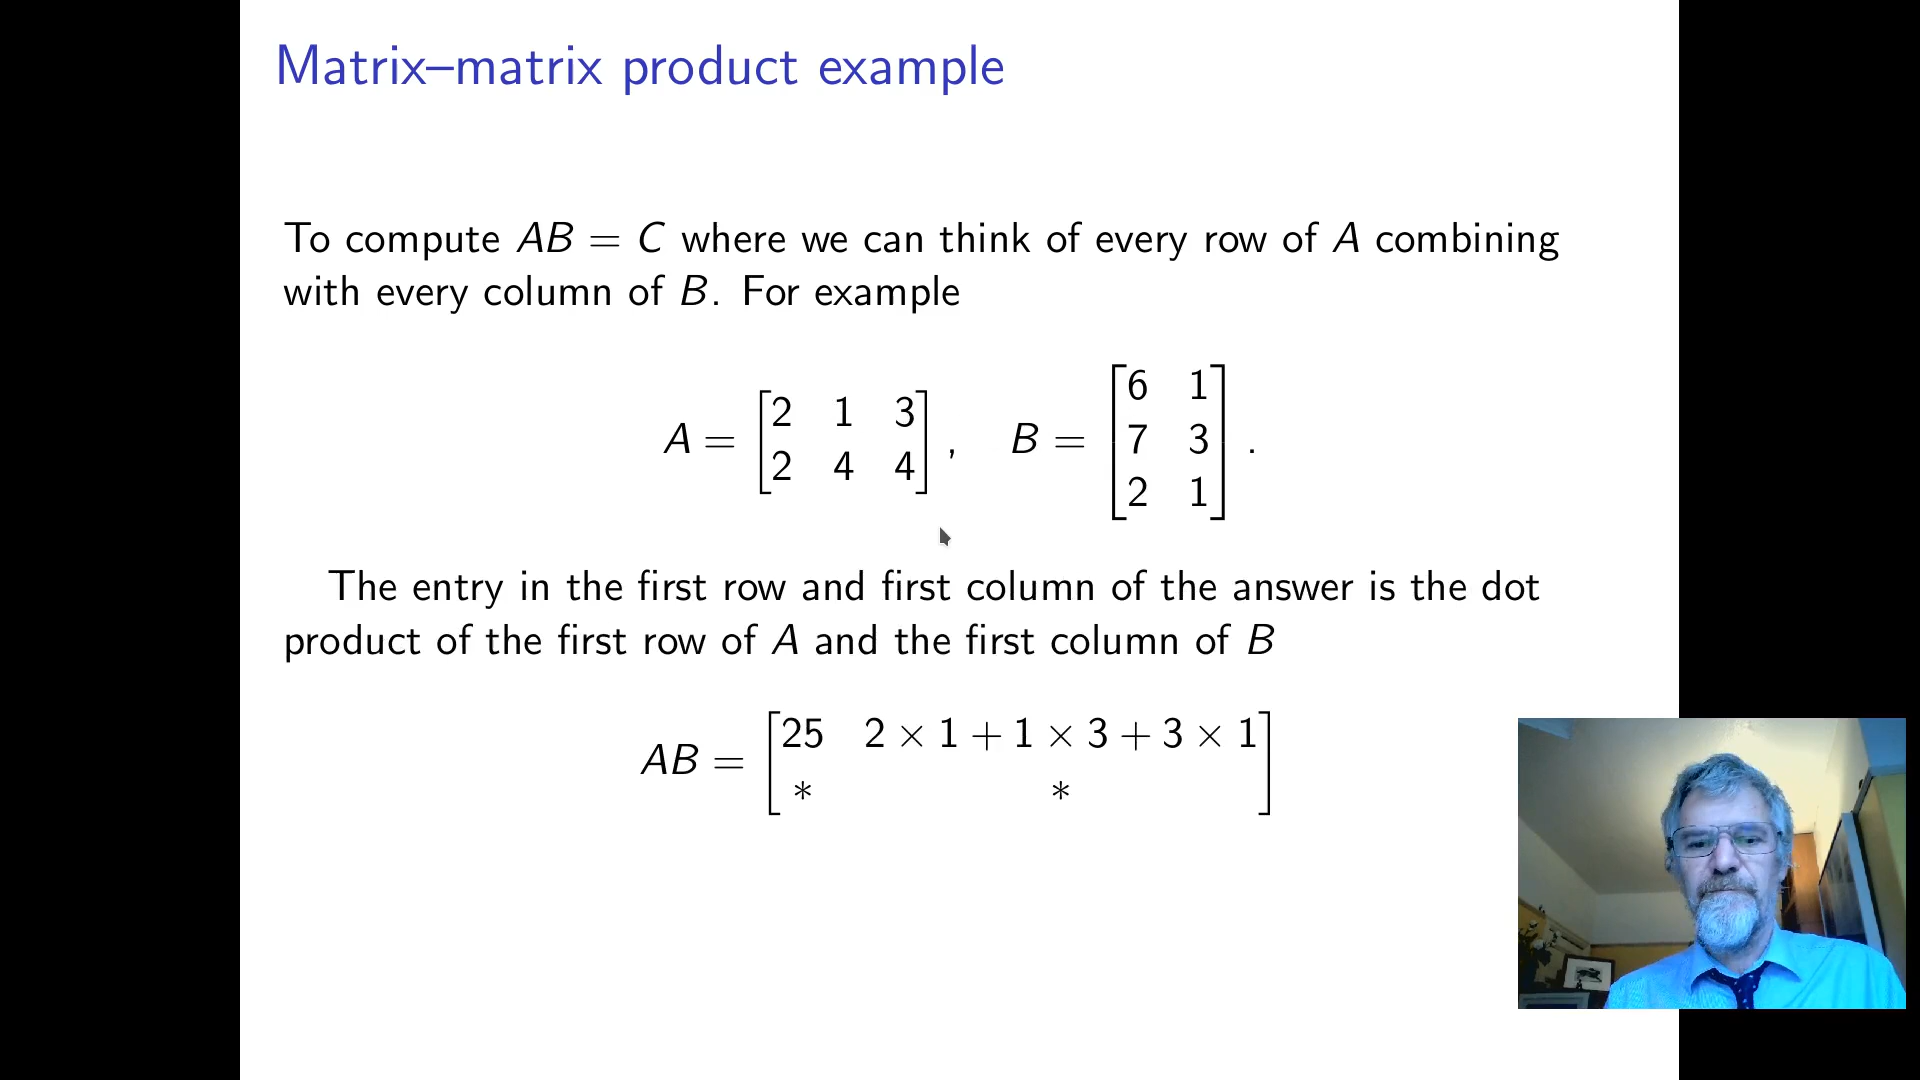 Matrix–matrix product example
To compute AB = C where we can think of every row of A combining
with every column of B. For example
A = [2 1 3; 2 4 4], B = [6 1; 7 3; 2 1].
The entry in the first row and first column of the answer is the dot
product of the first row of A and the first column of B
AB = [25 2 × 1 + 1 × 3 + 3 × 1; * *]